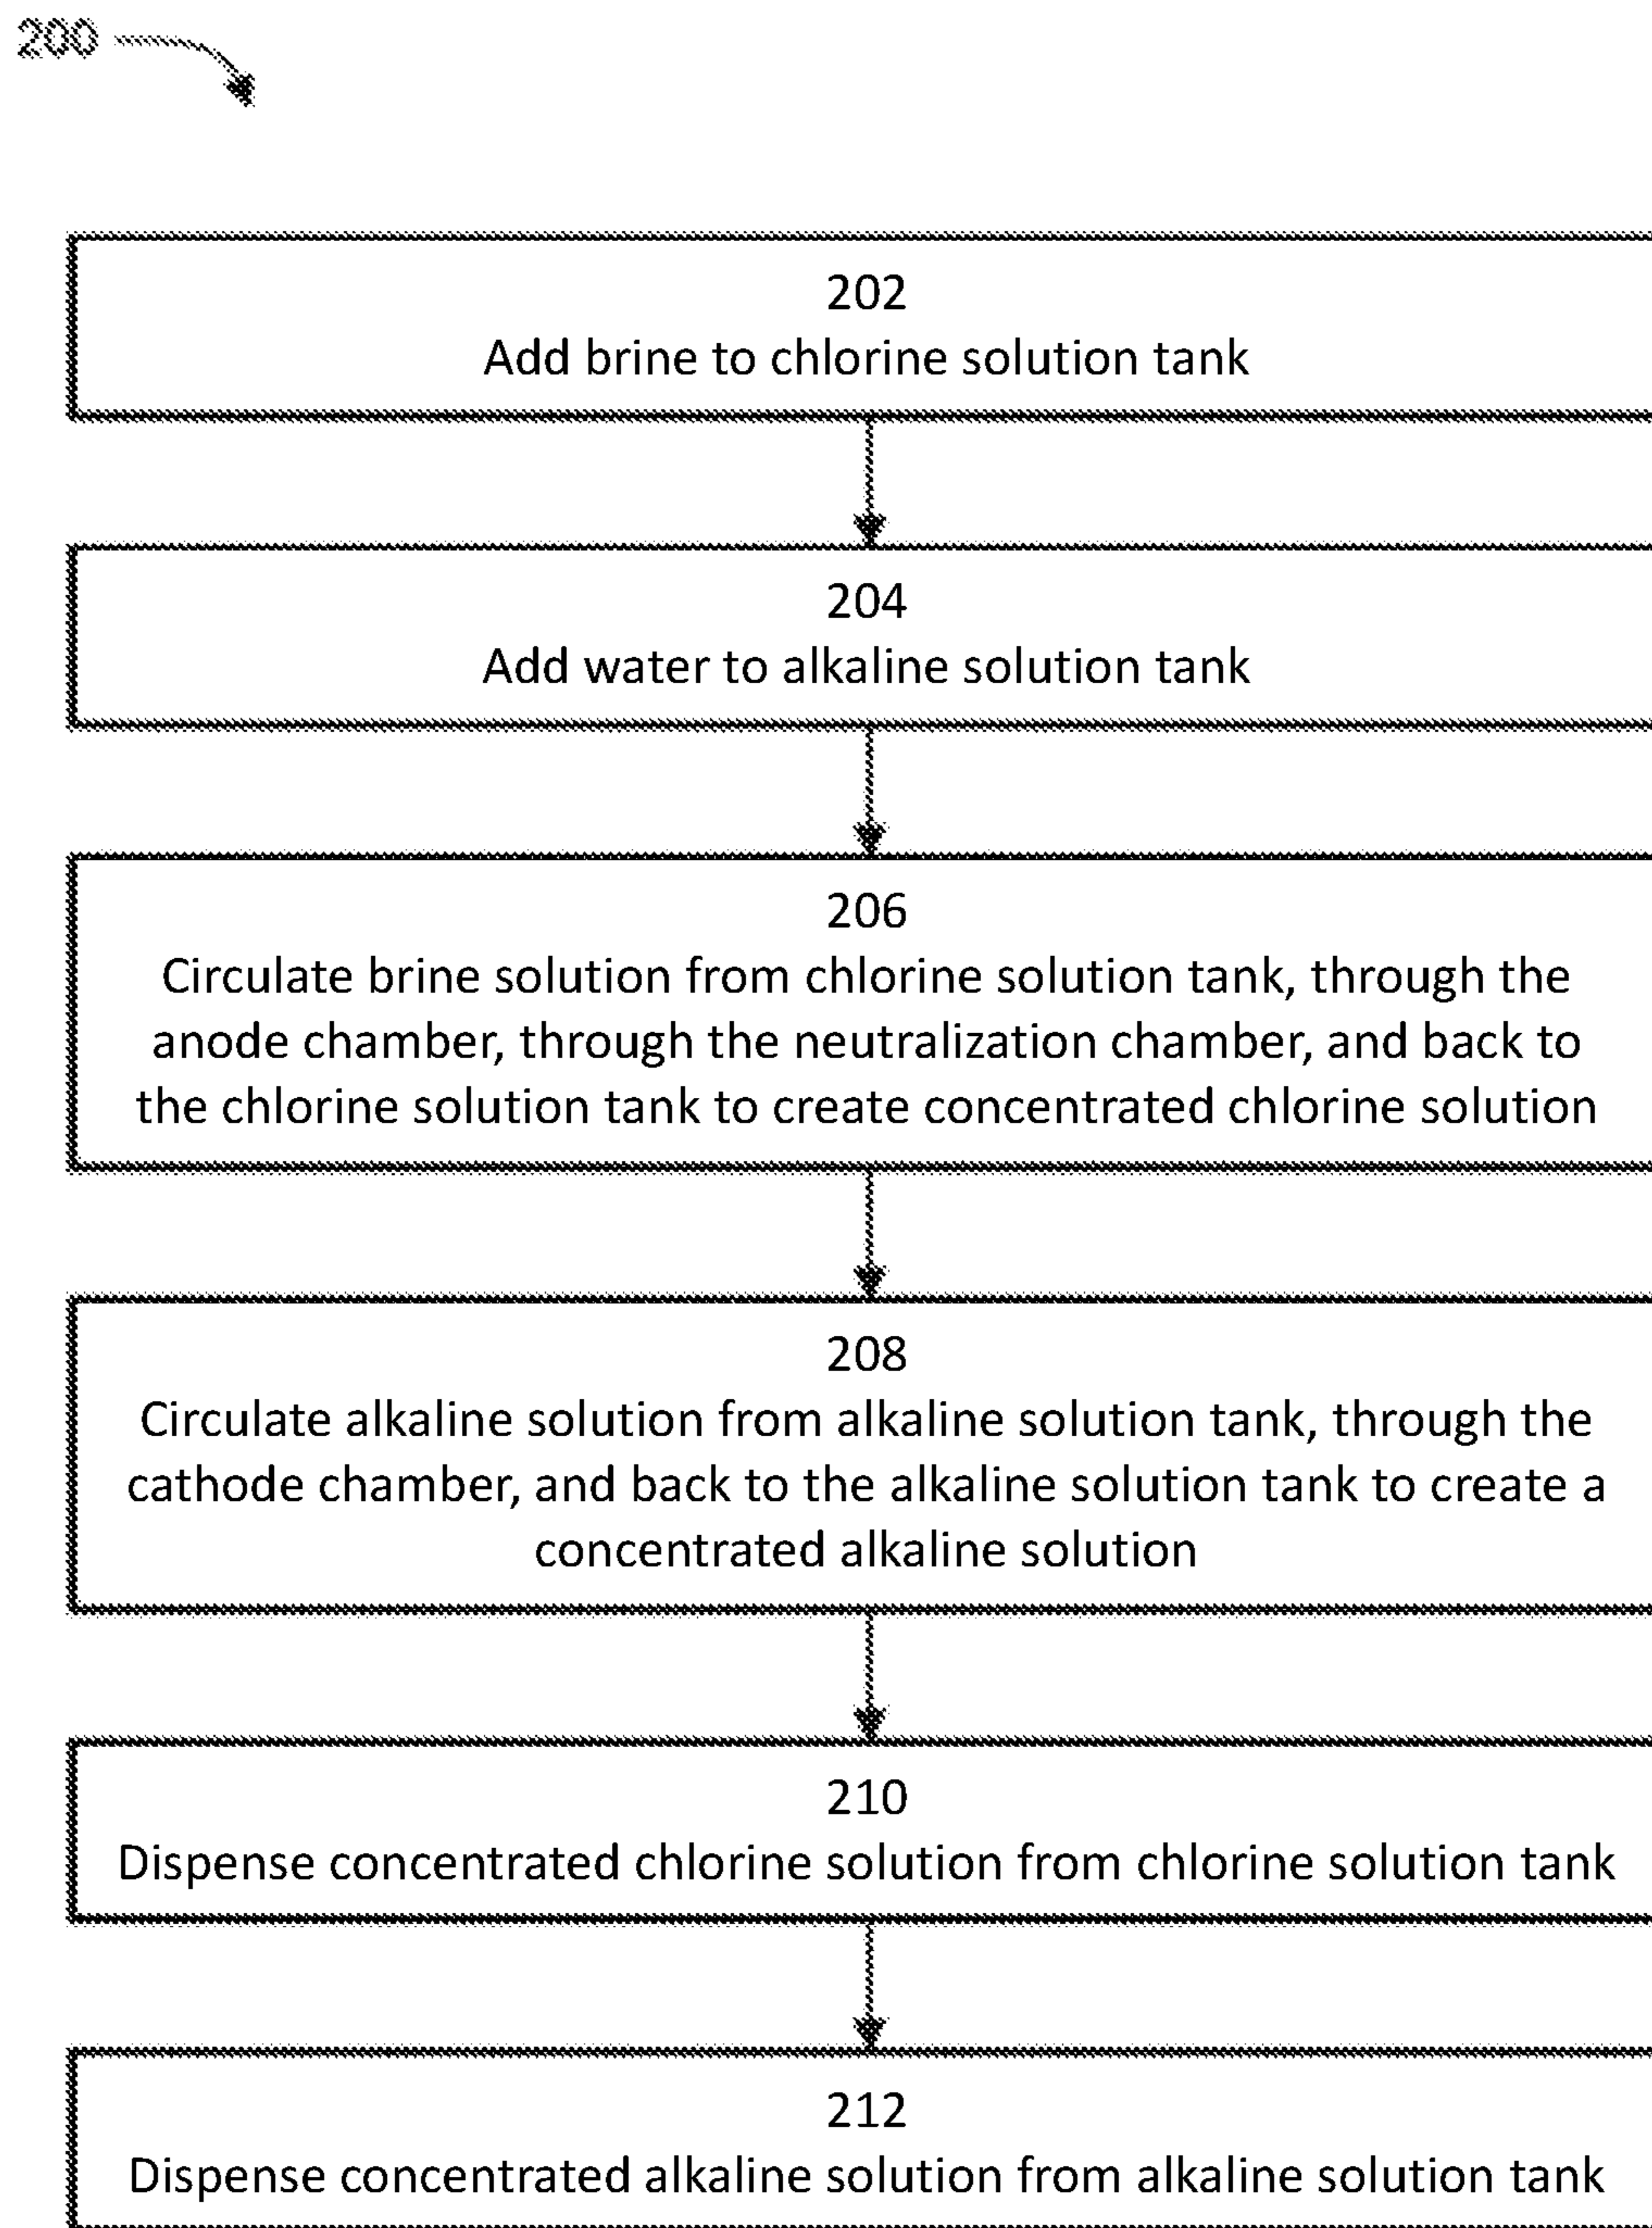 200
202
Add brine to chlorine solution tank
204
Add water to alkaline solution tank
206
Circulate brine solution from chlorine solution tank, through the
anode chamber, through the neutralization chamber, and back to
the chlorine solution tank to create concentrated chlorine solution
208
Circulate alkaline solution from alkaline solution tank, through the
cathode chamber, and back to the alkaline solution tank to create a
concentrated alkaline solution
210
Dispense concentrated chlorine solution from chlorine solution tank
212
Dispense concentrated alkaline solution from alkaline solution tank